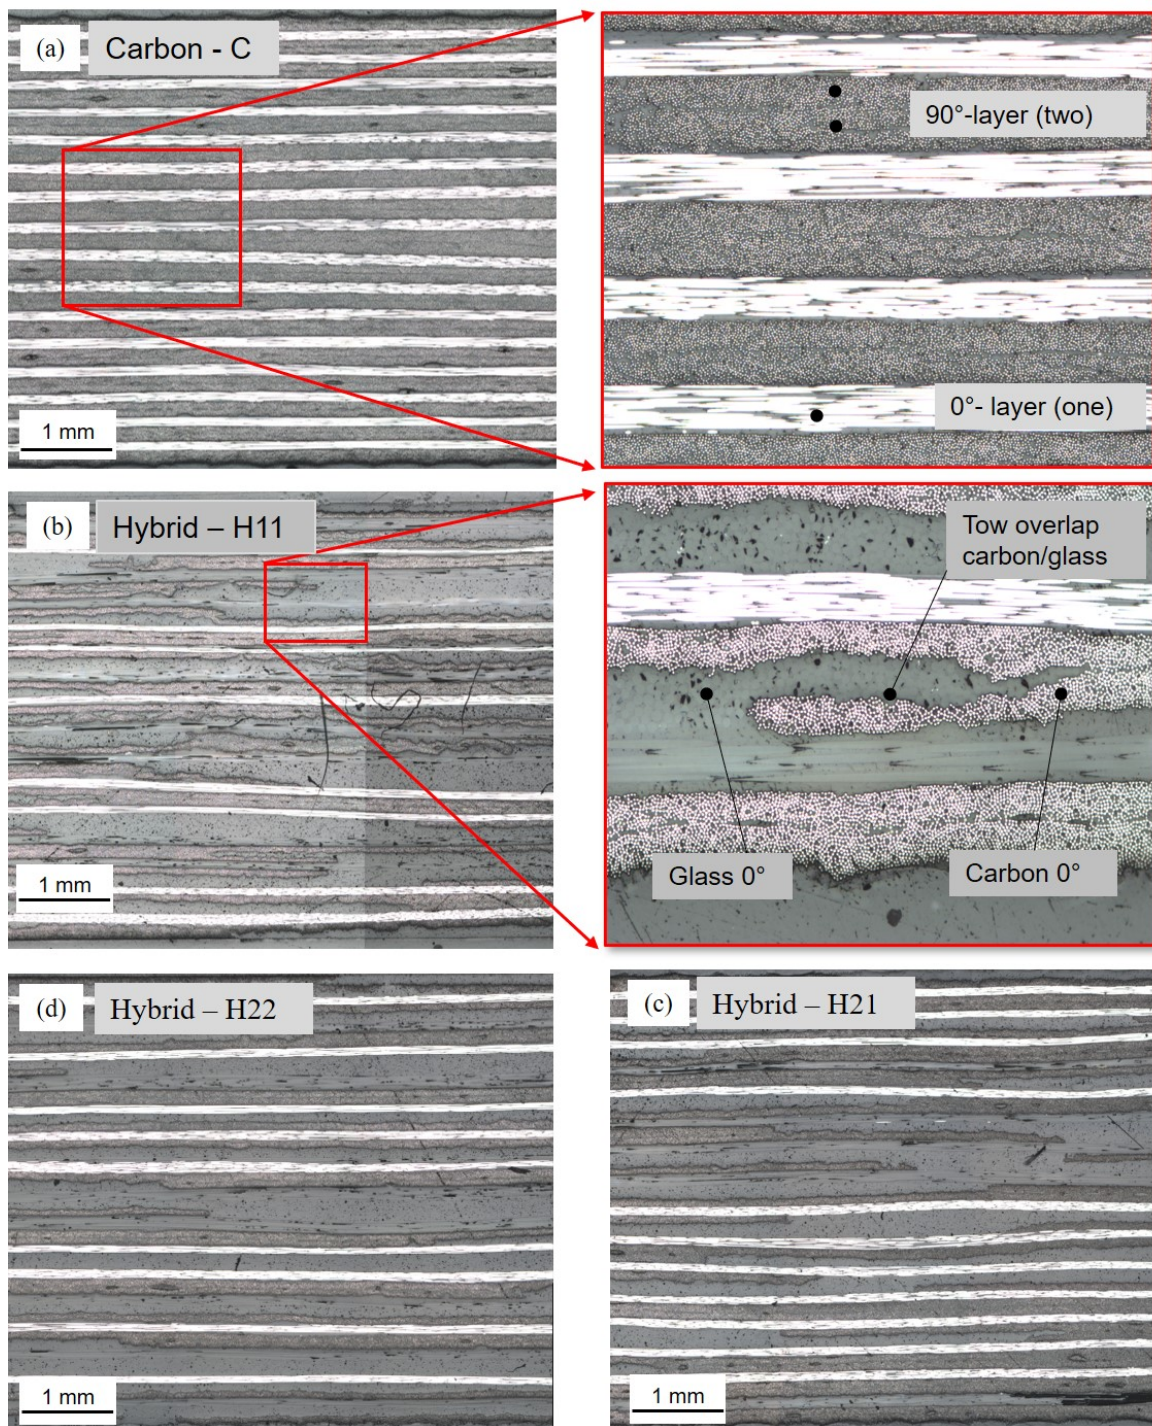 (a)
Carbon - C
90°-layer (two)
0°- layer (one)
1 mm
(b)
Hybrid – H11
Tow overlap
carbon/glass
Glass 0°
Carbon 0°
1 mm
(d)
Hybrid – H22
1 mm
(c)
Hybrid – H21
1 mm